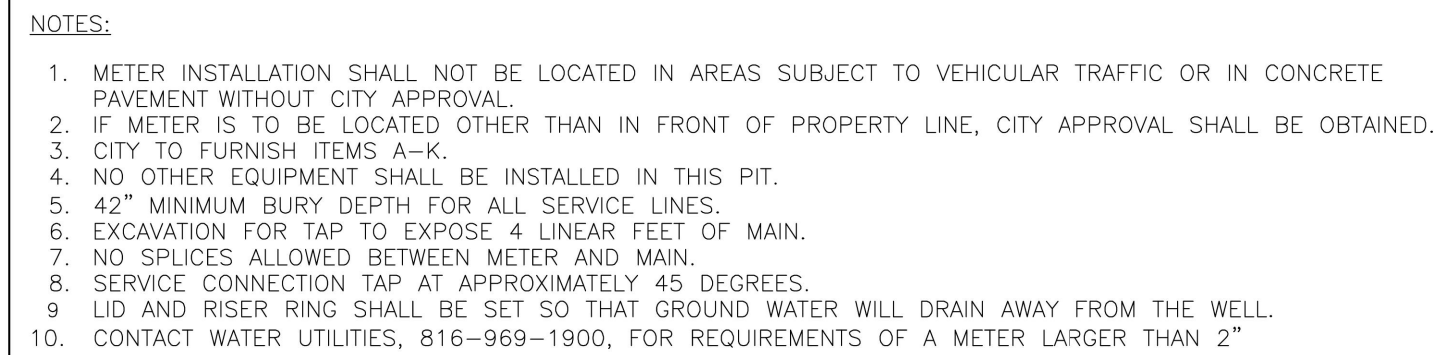 NOTES:
1. METER INSTALLATION SHALL NOT BE LOCATED IN AREAS SUBJECT TO VEHICULAR TRAFFIC OR IN CONCRETE
PAVEMENT WITHOUT CITY APPROVAL.
2. IF METER IS TO BE LOCATED OTHER THAN IN FRONT OF PROPERTY LINE, CITY APPROVAL SHALL BE OBTAINED.
3. CITY TO FURNISH ITEMS A–K.
4. NO OTHER EQUIPMENT SHALL BE INSTALLED IN THIS PIT.
5. 42” MINIMUM BURY DEPTH FOR ALL SERVICE LINES.
6. EXCAVATION FOR TAP TO EXPOSE 4 LINEAR FEET OF MAIN.
7. NO SPLICES ALLOWED BETWEEN METER AND MAIN.
8. SERVICE CONNECTION TAP AT APPROXIMATELY 45 DEGREES.
9 LID AND RISER RING SHALL BE SET SO THAT GROUND WATER WILL DRAIN AWAY FROM THE WELL.
10. CONTACT WATER UTILITIES, 816–969–1900, FOR REQUIREMENTS OF A METER LARGER THAN 2”